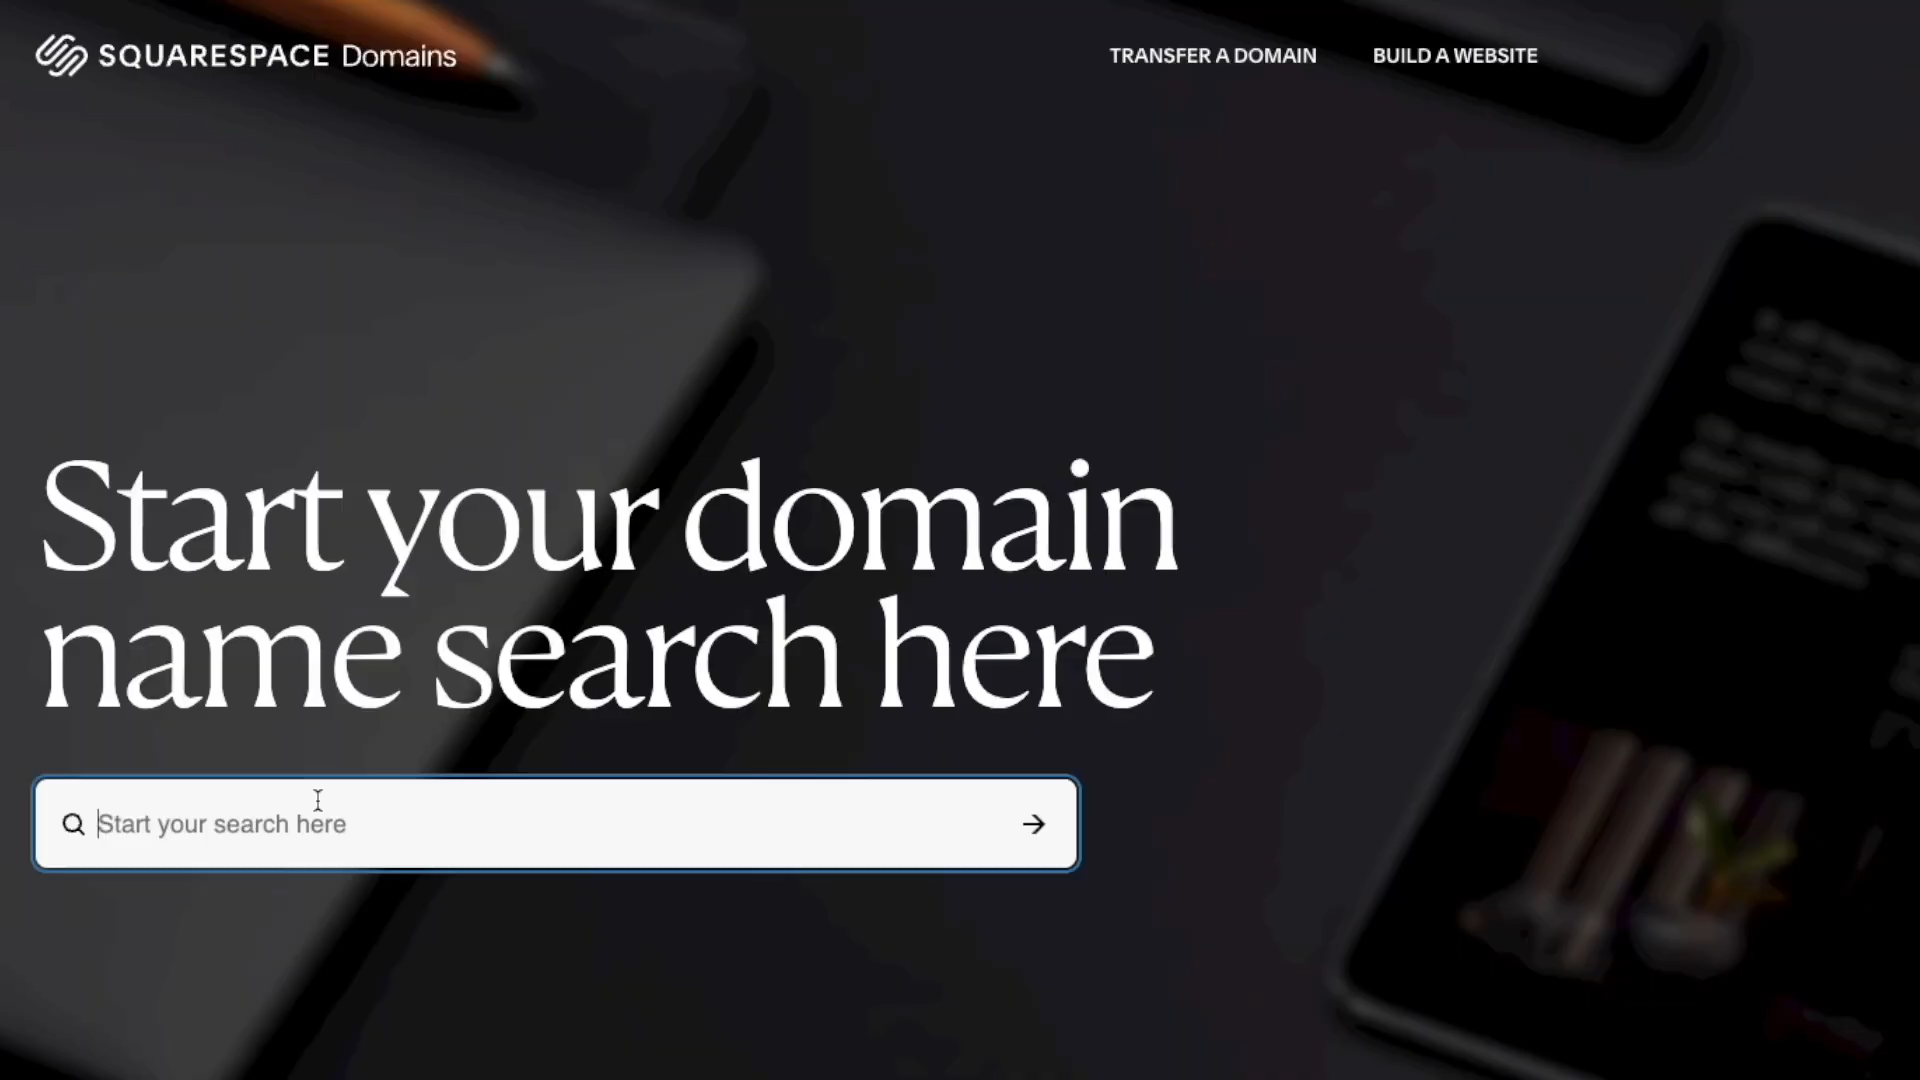 SQUARESPACE Domains
TRANSFER A DOMAIN
BUILD A WEBSITE
Start your domain
name search here
Start your search here